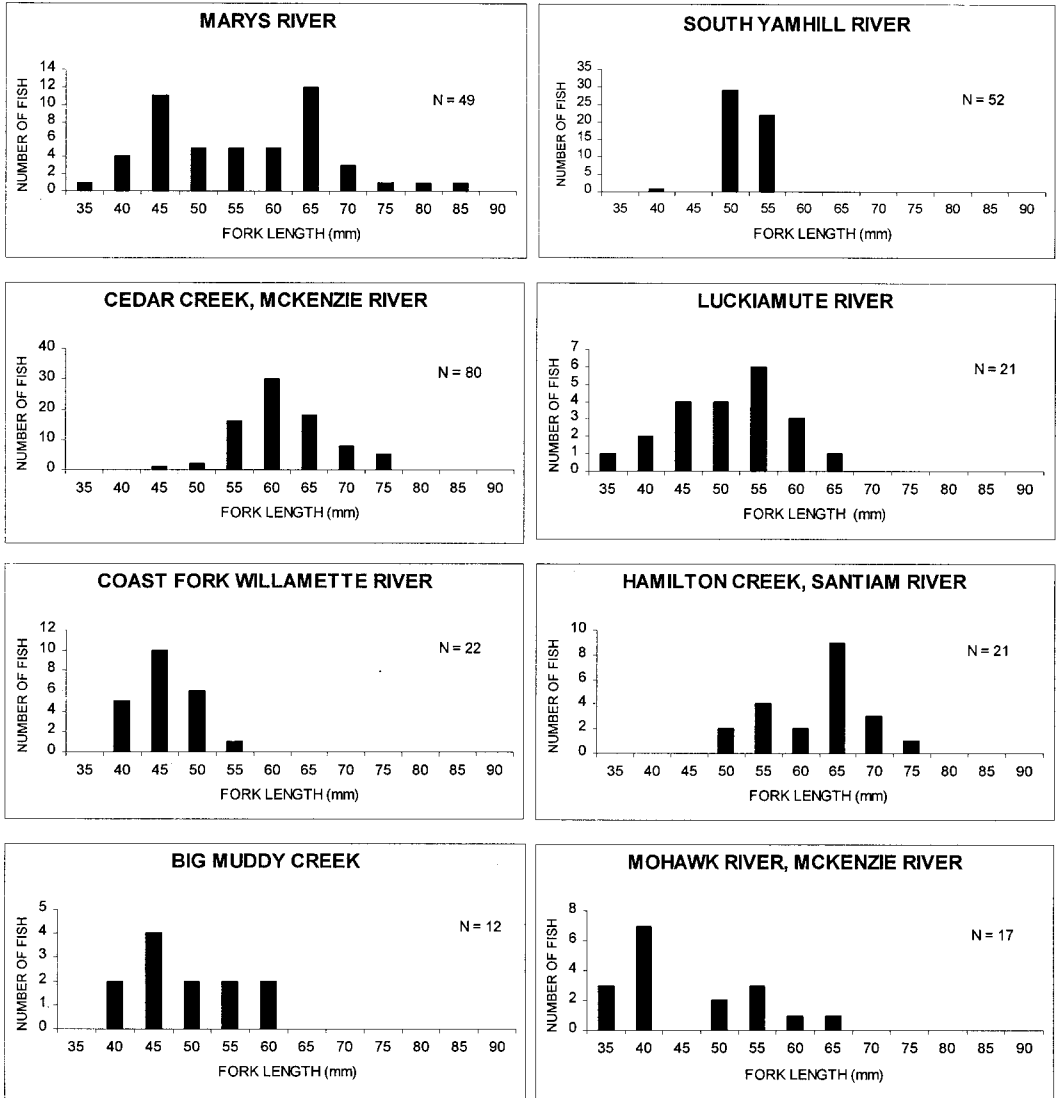 MARYS RIVER
NUMBER OF FISH
14
12
10
8
6
4
2
0
N = 49
35 40 45 50 55 60 65 70 75 80 85 90
FORK LENGTH (mm)
SOUTH YAMHILL RIVER
NUMBER OF FISH
35
30
25
20
15
10
5
0
N = 52
35 40 45 50 55 60 65 70 75 80 85 90
FORK LENGTH (mm)
CEDAR CREEK, MCKENZIE RIVER
NUMBER OF FISH
40
30
20
10
0
N = 80
35 40 45 50 55 60 65 70 75 80 85 90
FORK LENGTH (mm)
LUCKIAMUTE RIVER
NUMBER OF FISH
7
6
5
4
3
2
1
0
N = 21
35 40 45 50 55 60 65 70 75 80 85 90
FORK LENGTH (mm)
COAST FORK WILLAMETTE RIVER
NUMBER OF FISH
12
10
8
6
4
2
0
N = 22
35 40 45 50 55 60 65 70 75 80 85 90
FORK LENGTH (mm)
HAMILTON CREEK, SANTIAM RIVER
NUMBER OF FISH
10
8
6
4
2
0
N = 21
35 40 45 50 55 60 65 70 75 80 85 90
FORK LENGTH (mm)
BIG MUDDY CREEK
NUMBER OF FISH
5
4
3
2
1
0
N = 12
35 40 45 50 55 60 65 70 75 80 85 90
FORK LENGTH (mm)
MOHAWK RIVER, MCKENZIE RIVER
NUMBER OF FISH
8
6
4
2
0
N = 17
35 40 45 50 55 60 65 70 75 80 85 90
FORK LENGTH (mm)